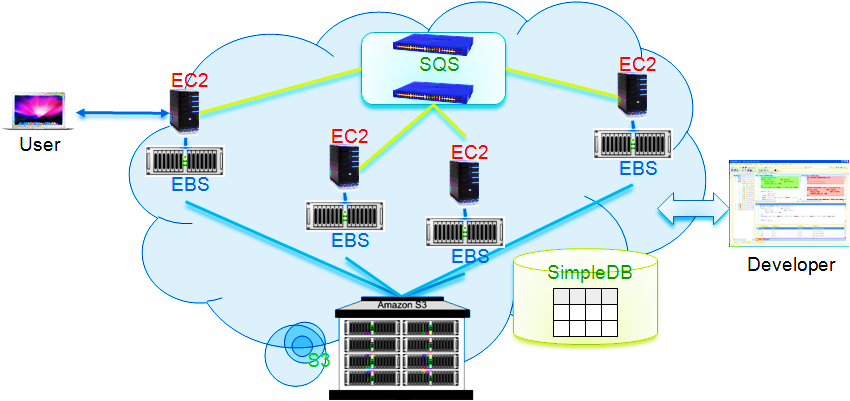 SQS
EC2
EC2
User
EBS
EC2
EC2
EBS
EBS
EBS
Developer
SimpleDB
Amazon S3
S3